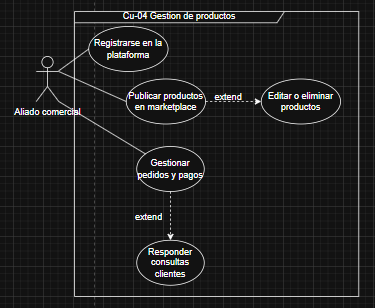 Cu-04 Gestion de productos
Registrarse en la
plataforma
Aliado comercial
Publicar productos
en marketplace
extend
Editar o eliminar
productos
Gestionar
pedidos y pagos
extend
Responder
consultas
clientes